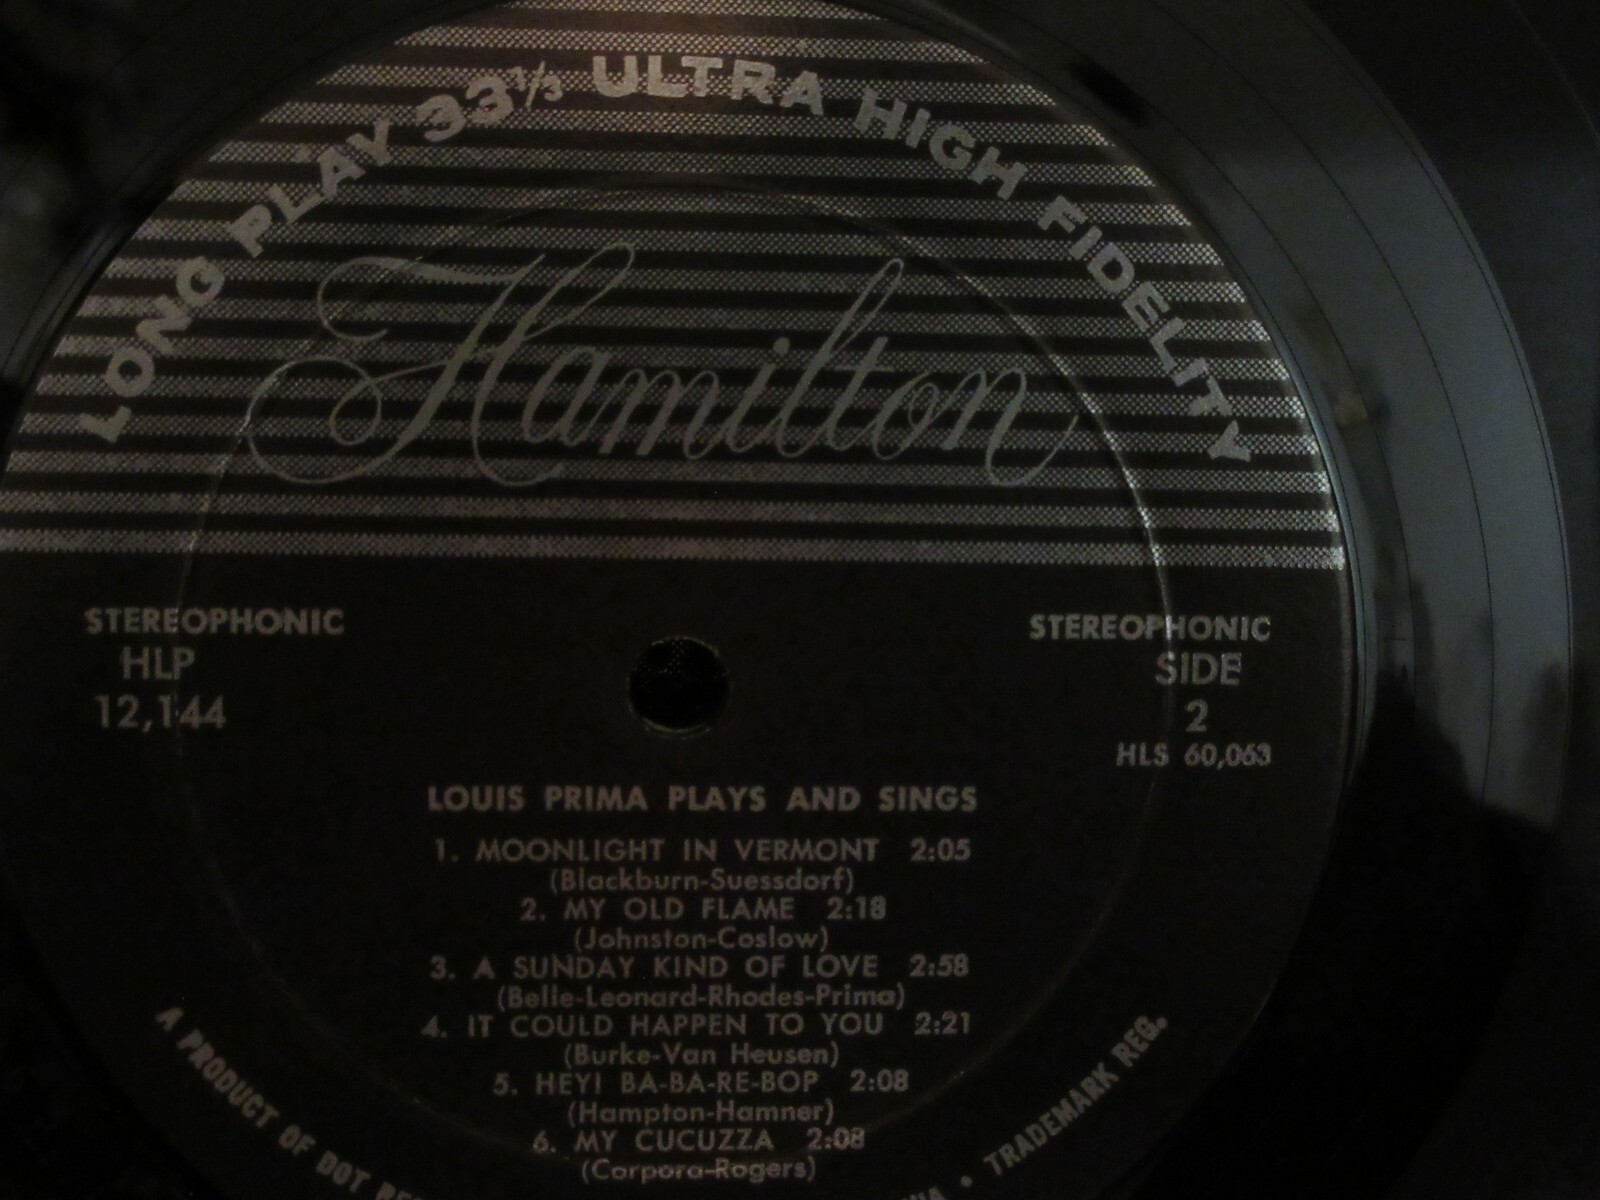 LONG PLAY 33 1/3 ULTRA HIGH FIDELITY
Hamilton
STEREOPHONIC
HLP
12,144
STEREOPHONIC
SIDE
2
HLS 60,063
LOUIS PRIMA PLAYS AND SINGS
1. MOONLIGHT IN VERMONT 2:05
(Blackburn-Suessdorf)
2. MY OLD FLAME 2:18
(Johnston-Coslow)
3. A SUNDAY KIND OF LOVE 2:58
(Belle-Leonard-Rhodes-Prima)
4. IT COULD HAPPEN TO YOU 2:21
(Burke-Van Heusen)
5. HEY! BA-BA-RE-BOP 2:08
(Hampton-Hamner)
6. MY CUCUZZA 2:08
(Corpora-Rogers)
A PRODUCT OF DOT
• TRADEMARK REG.